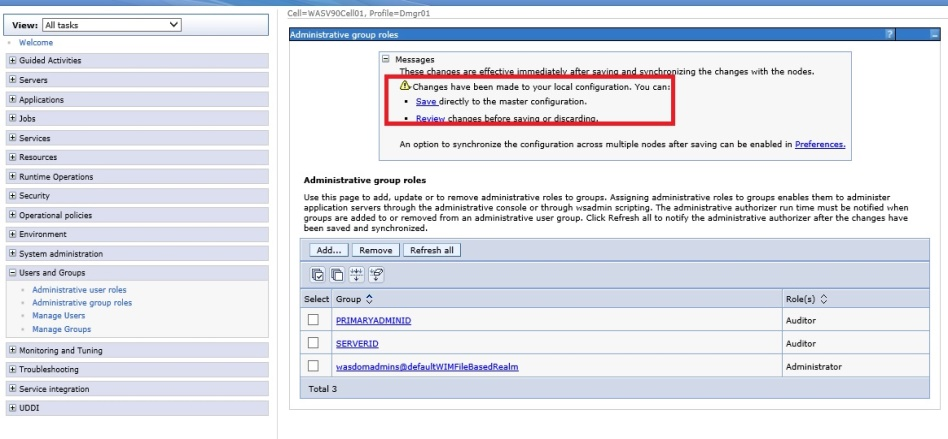 Cell=WASV90Cell01, Profile=Dmgr01
View: All tasks
Welcome
Guided Activities
Servers
Applications
Jobs
Services
Resources
Runtime Operations
Security
Operational policies
Environment
System administration
Users and Groups
Administrative user roles
Administrative group roles
Manage Users
Manage Groups
Monitoring and Tuning
Troubleshooting
Service integration
UDDI
Administrative group roles ? -
Messages
These changes are effective immediately after saving and synchronizing the changes with the nodes.
Changes have been made to your local configuration. You can:
Save directly to the master configuration.
Review changes before saving or discarding.
An option to synchronize the configuration across multiple nodes after saving can be enabled in Preferences.
Administrative group roles
Use this page to add, update or to remove administrative roles to groups. Assigning administrative roles to groups enables them to administer
application servers through the administrative console or through wsadmin scripting. The administrative authorizer run time must be notified when
groups are added to or removed from an administrative user group. Click Refresh all to notify the administrative authorizer after the changes have
been saved and synchronized.
Add... Remove Refresh all
Select Group Role(s)
PRIMARYADMINID Auditor
SERVERID Auditor
wasdomadmins@defaultWIMFileBasedRealm Administrator
Total 3